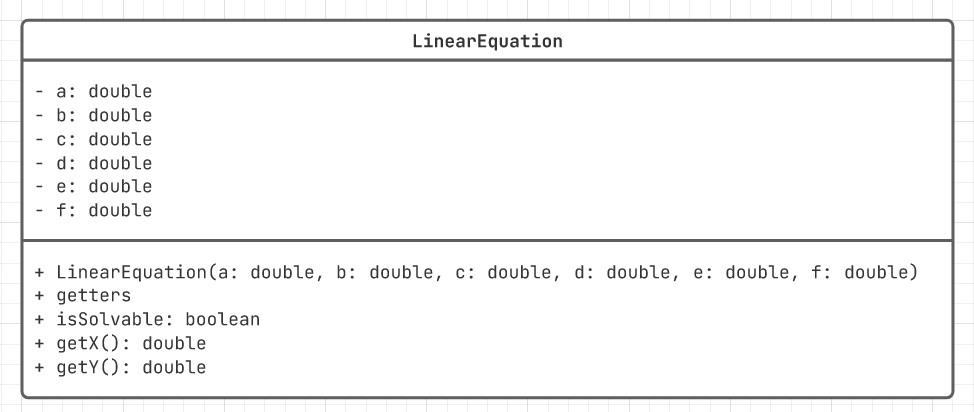 LinearEquation
- a: double
- b: double
- c: double
- d: double
- e: double
- f: double
+ LinearEquation(a: double, b: double, c: double, d: double, e: double, f: double)
+ getters
+ isSolvable: boolean
+ getX(): double
+ getY(): double